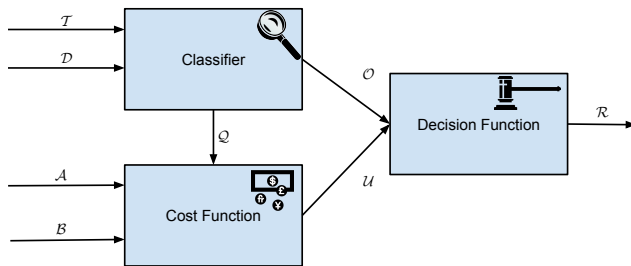 𝒯
𝒟
Classifier
𝒪
𝒬
Decision Function
ℛ
𝒜
ℬ
Cost Function
$
£
¥
𝒰